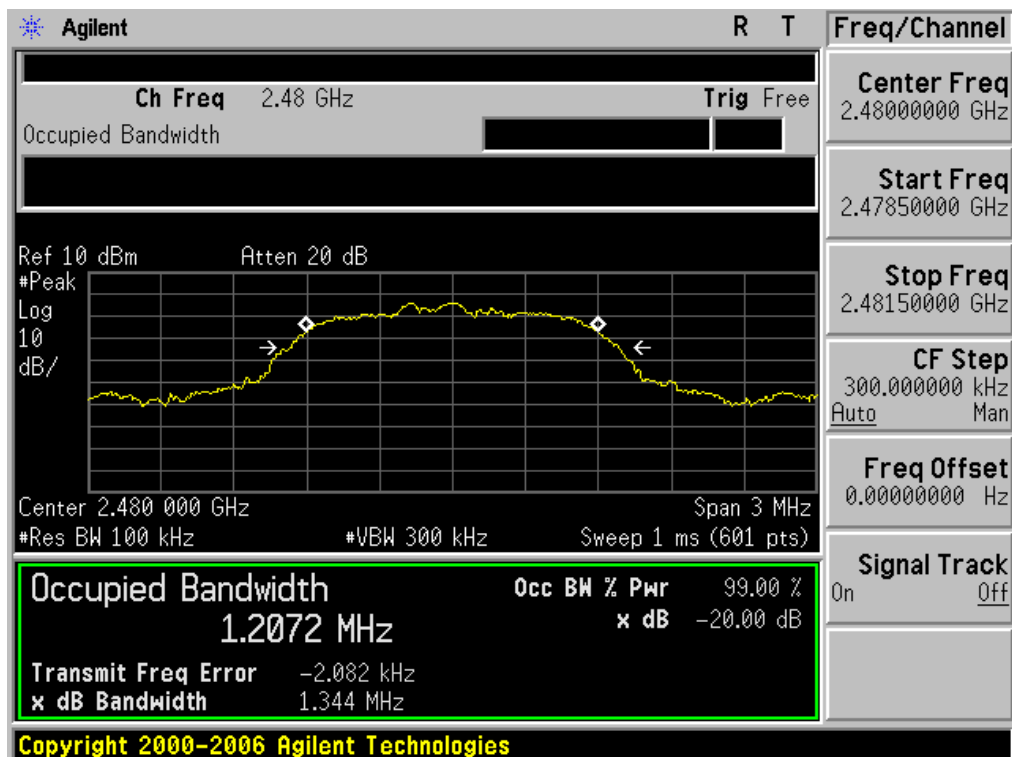 Agilent R T
Ch Freq 2.48 GHz Trig Free
Occupied Bandwidth
Ref 10 dBm Atten 20 dB
#Peak
Log
10
dB/
Center 2.480 000 GHz Span 3 MHz
#Res BW 100 kHz #VBW 300 kHz Sweep 1 ms (601 pts)
Occupied Bandwidth
1.2072 MHz
Occ BW % Pwr 99.00 %
x dB -20.00 dB
Transmit Freq Error -2.082 kHz
x dB Bandwidth 1.344 MHz
Copyright 2000-2006 Agilent Technologies
Freq/Channel
Center Freq
2.48000000 GHz
Start Freq
2.47850000 GHz
Stop Freq
2.48150000 GHz
CF Step
300.000000 kHz
Auto Man
Freq Offset
0.00000000 Hz
Signal Track
On Off